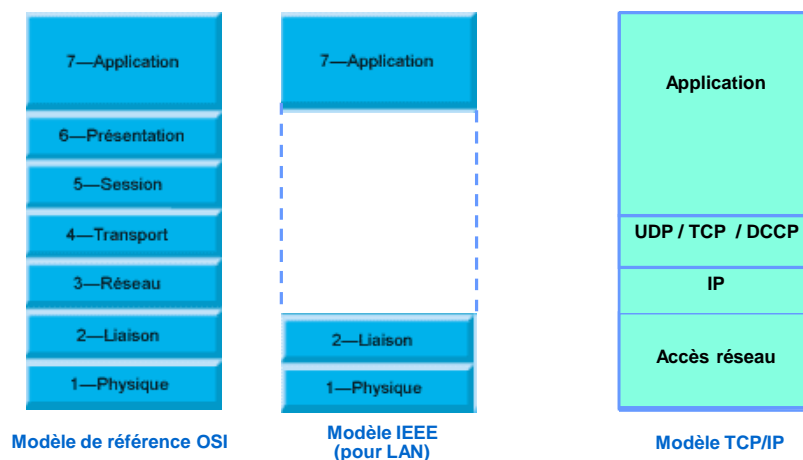 7—Application
6—Présentation
5—Session
4—Transport
3—Réseau
2—Liaison
1—Physique
Modèle de référence OSI
7—Application
2—Liaison
1—Physique
Modèle IEEE
(pour LAN)
Application
UDP / TCP / DCCP
IP
Accès réseau
Modèle TCP/IP